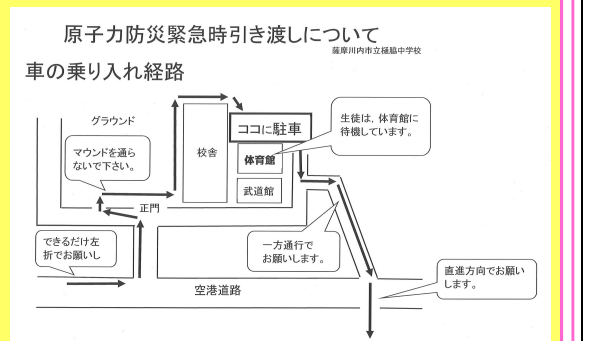 原子力防災緊急時引き渡しについて
薩摩川内市立樋脇中学校
車の乗り入れ経路
グラウンド
ココに駐車
生徒は，体育館に
待機しています。
マウンドを通ら
ないで下さい。
校舎
体育館
武道館
正門
できるだけ左
折でお願いし
一方通行で
お願いします。
直進方向でお願い
します。
空港道路